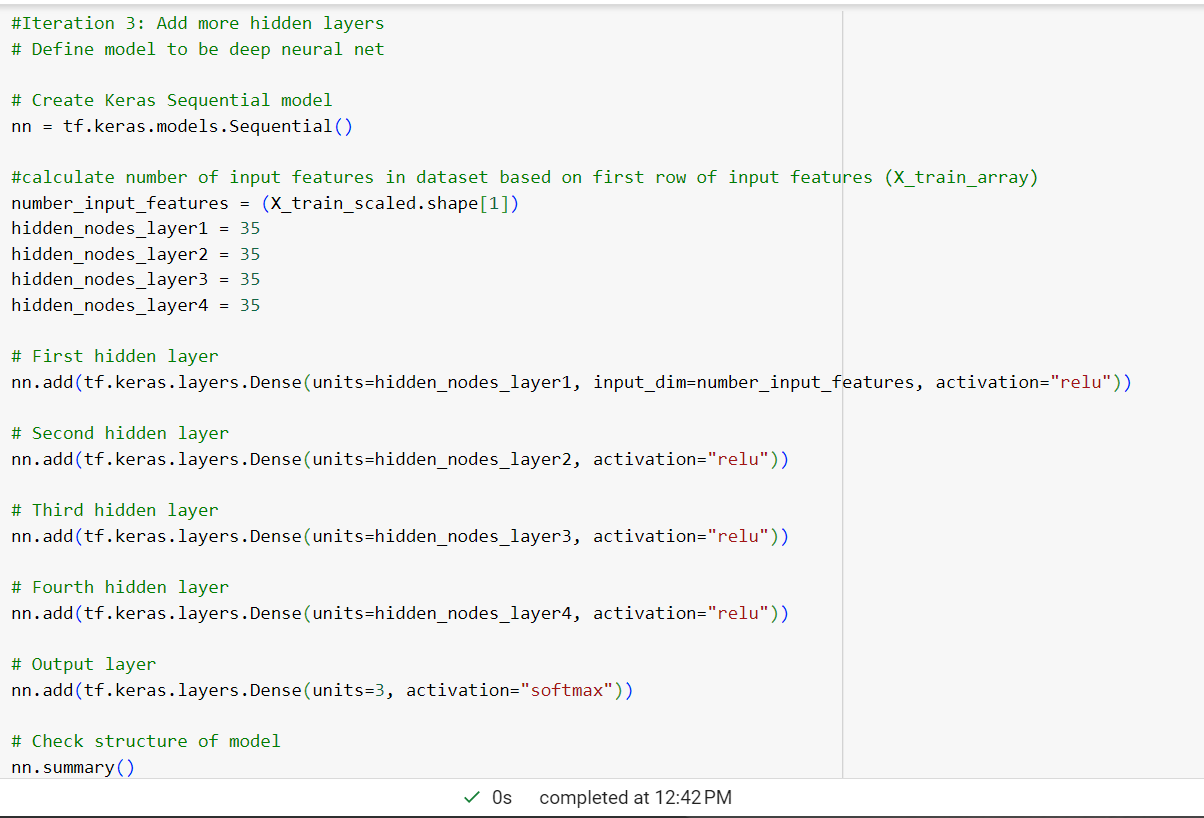 #Iteration 3: Add more hidden layers
# Define model to be deep neural net
# Create Keras Sequential model
nn = tf.keras.models.Sequential()
#calculate number of input features in dataset based on first row of input features (X_train_array)
number_input_features = (X_train_scaled.shape[1])
hidden_nodes_layer1 = 35
hidden_nodes_layer2 = 35
hidden_nodes_layer3 = 35
hidden_nodes_layer4 = 35
# First hidden layer
nn.add(tf.keras.layers.Dense(units=hidden_nodes_layer1, input_dim=number_input_features, activation="relu"))
# Second hidden layer
nn.add(tf.keras.layers.Dense(units=hidden_nodes_layer2, activation="relu"))
# Third hidden layer
nn.add(tf.keras.layers.Dense(units=hidden_nodes_layer3, activation="relu"))
# Fourth hidden layer
nn.add(tf.keras.layers.Dense(units=hidden_nodes_layer4, activation="relu"))
# Output layer
nn.add(tf.keras.layers.Dense(units=3, activation="softmax"))
# Check structure of model
nn.summary()
✓ 0s completed at 12:42 PM